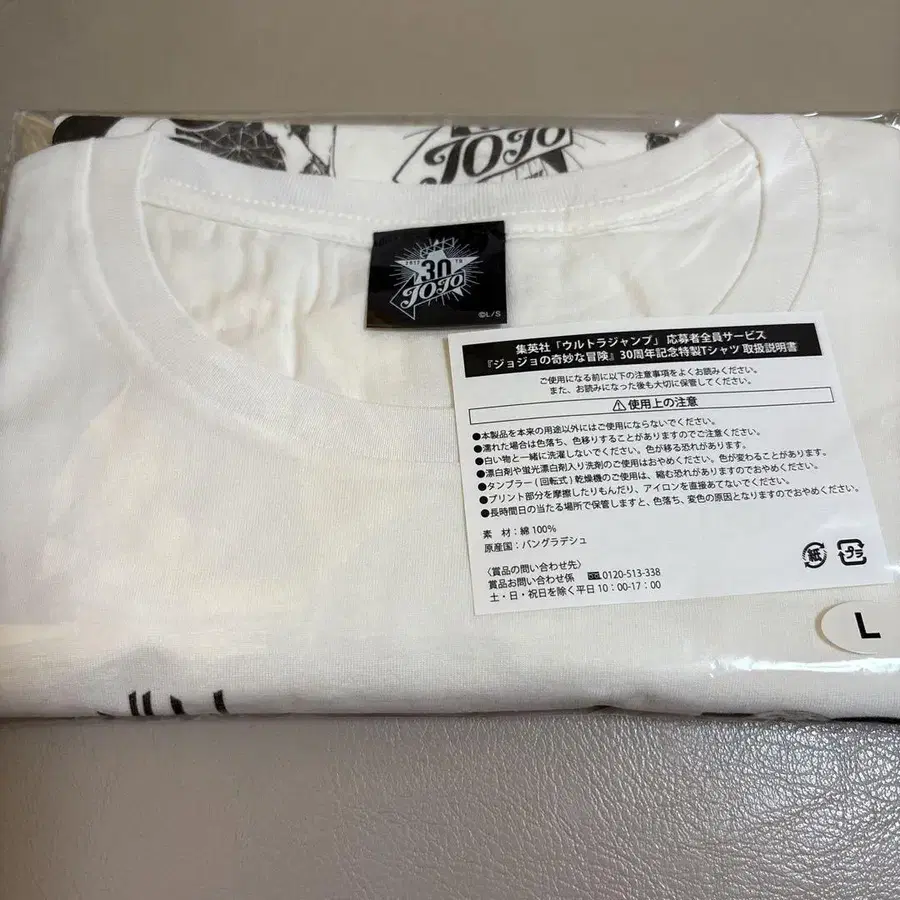 JOJO
2017 TH
30
JOJO
©L/S
集英社「ウルトラジャンプ」応募者全員サービス
『ジョジョの奇妙な冒険』30周年記念特製Tシャツ 取扱説明書
ご使用になる前に以下の注意事項をよくお読みください。
また、お読みになった後も大切に保管してください。
⚠使用上の注意
●本製品を本来の用途以外にはご使用にならないでください。
●濡れた場合は色落ち、色移りすることがありますのでご注意ください。
●白い物と一緒に洗濯しないでください。色が移る恐れがあります。
●漂白剤や蛍光漂白剤入り洗剤のご使用はおやめください。色が変わることがあります。
●タンブラー(回転式)乾燥機のご使用は、縮む恐れがありますのでおやめください。
●プリント部分を摩擦したりもんだり、アイロンを直接あてないでください。
●長時間日の当たる場所で保管しますと、色落ち、変色の原因となりますのでおやめください。
素 材：綿100%
原産国：バングラデシュ
〈賞品の問い合わせ先〉
賞品お問い合わせ係 0120-513-338
土・日・祝日を除く平日10：00-17：00
紙 プラ
L